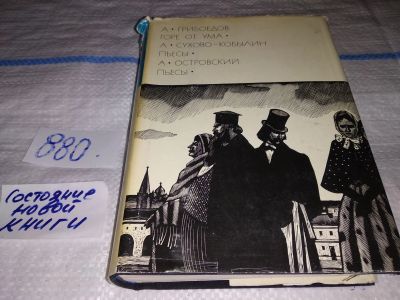 А • ГРИБОЕДОВ
ГОРЕ ОТ УМА •
А • СУХОВО-КОБЫЛИН
ПЬЕСЫ •
А • ОСТРОВСКИЙ
ПЬЕСЫ •
880.
Состояние
новой
книги